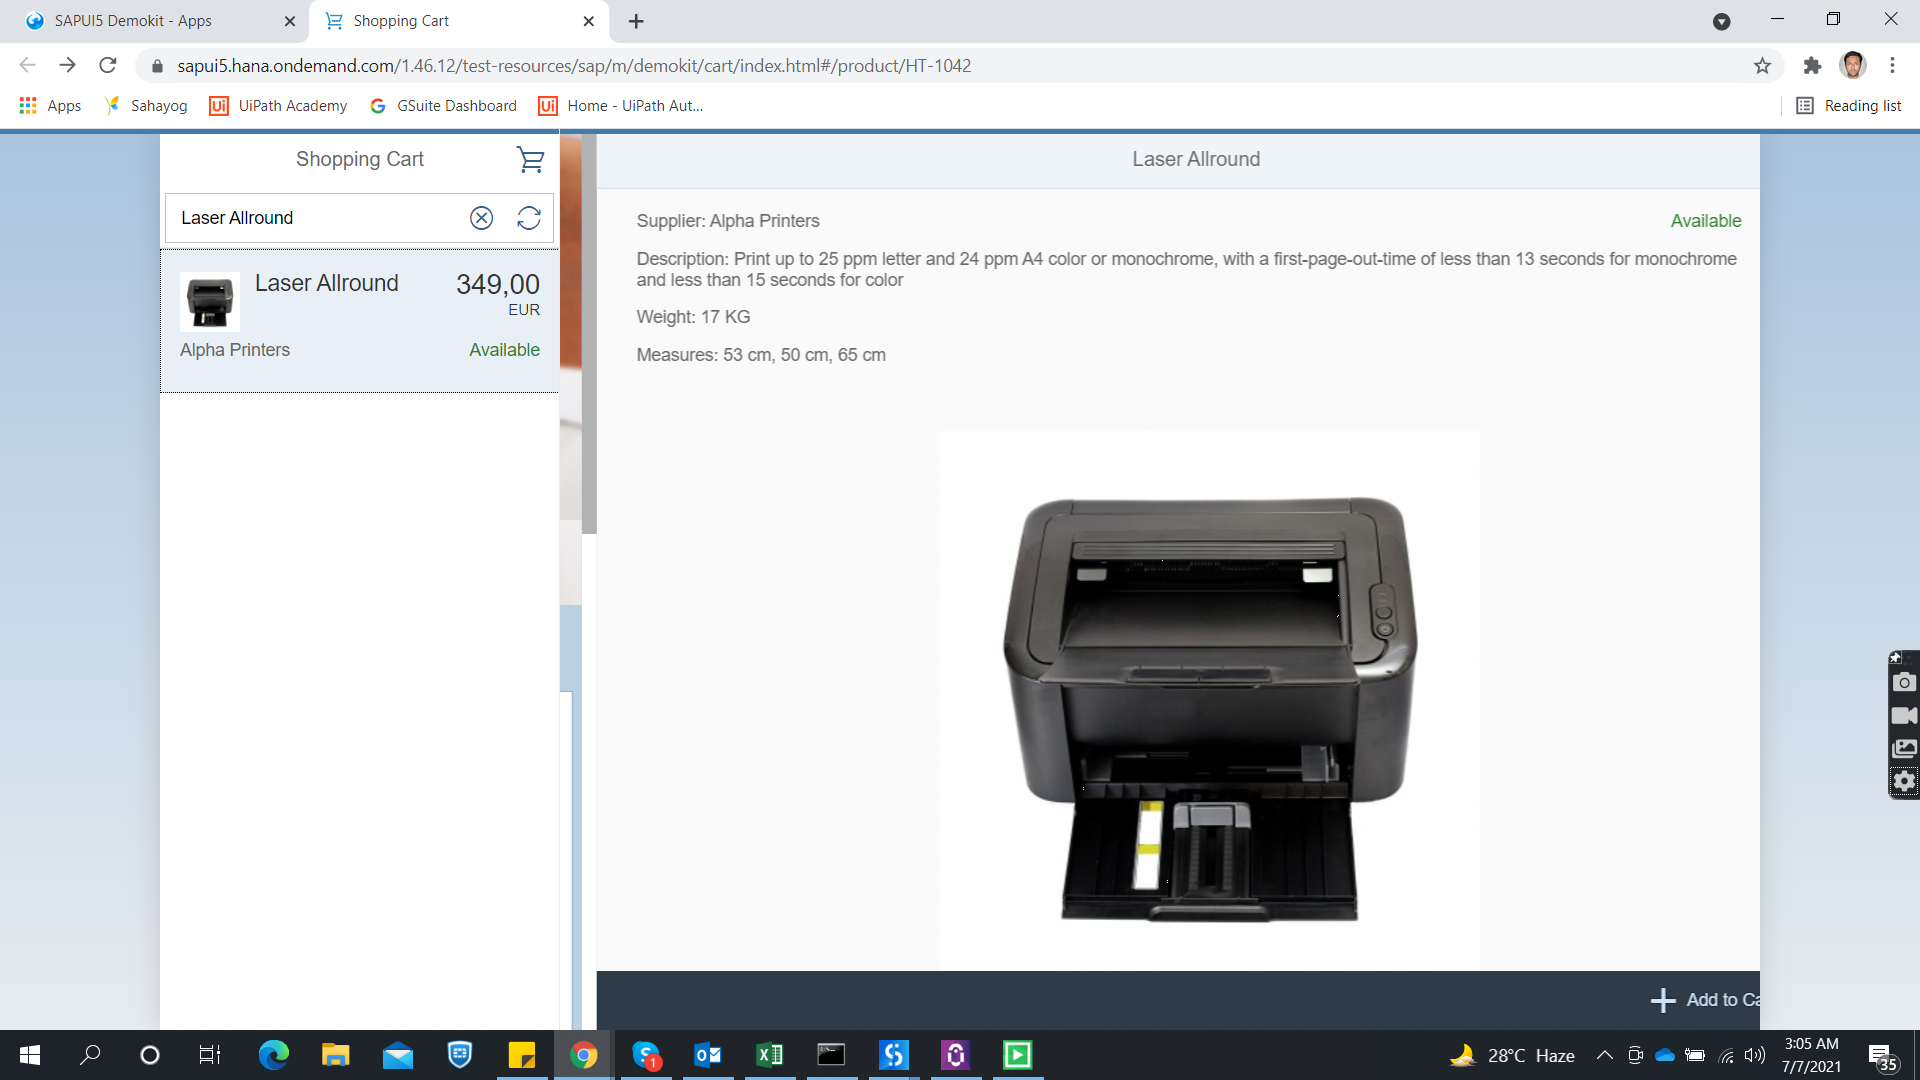 SAPUI5 Demokit - Apps
Shopping Cart
sapui5.hana.ondemand.com/1.46.12/test-resources/sap/m/demokit/cart/index.html#/product/HT-1042
Apps
Sahayog
UiPath Academy
GSuite Dashboard
Home - UiPath Aut...
Reading list
Shopping Cart
Laser Allround
Laser Allround
349,00
EUR
Alpha Printers
Available
Laser Allround
Supplier: Alpha Printers
Available
Description: Print up to 25 ppm letter and 24 ppm A4 color or monochrome, with a first-page-out-time of less than 13 seconds for monochrome
and less than 15 seconds for color
Weight: 17 KG
Measures: 53 cm, 50 cm, 65 cm
Add to Ca
1
28°C Haze
3:05 AM
7/7/2021
35